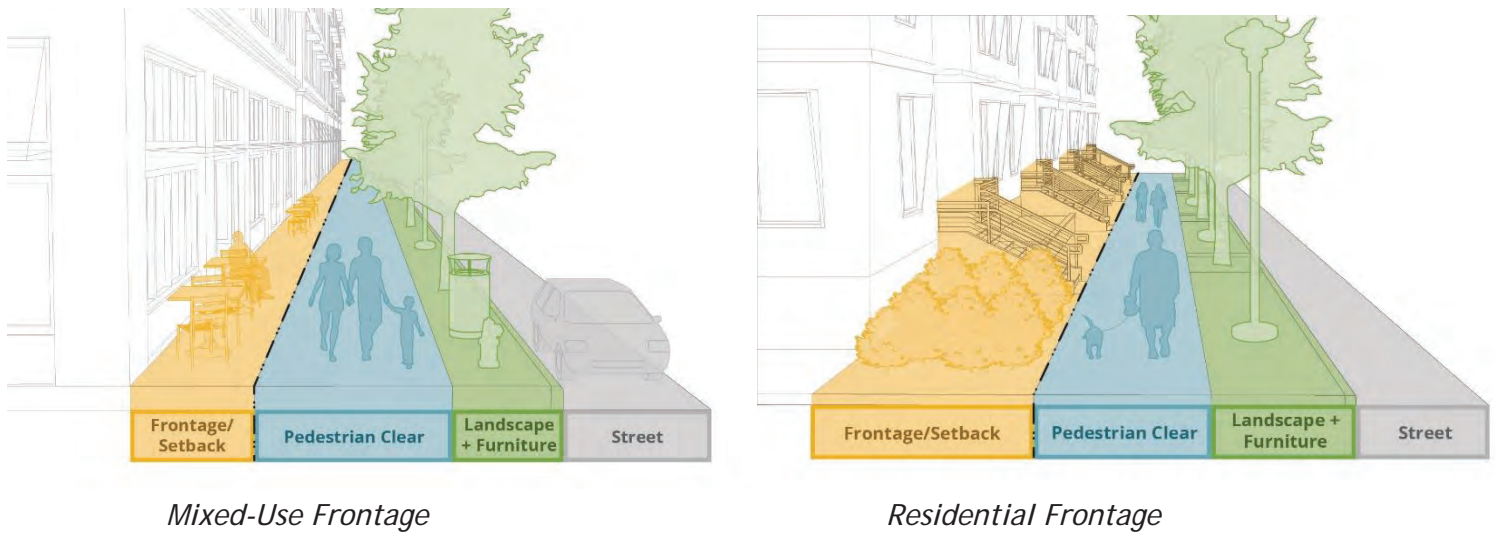 Frontage/
Setback
Pedestrian Clear
Landscape
+ Furniture
Street
Mixed-Use Frontage
Frontage/Setback
Pedestrian Clear
Landscape +
Furniture
Street
Residential Frontage